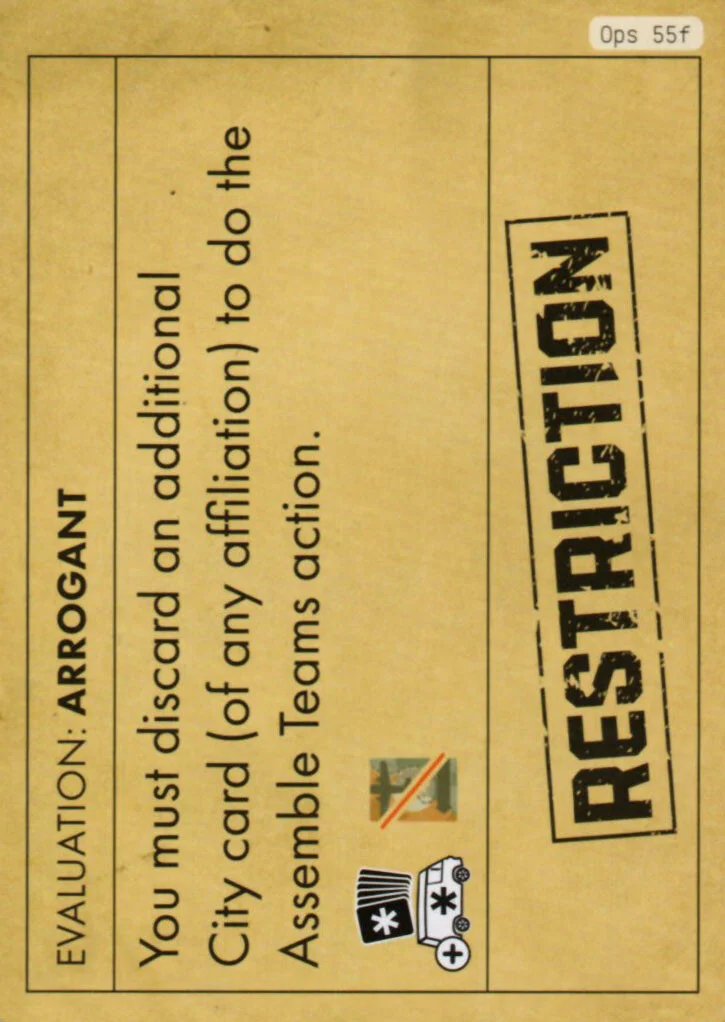 Ops 55f
EVALUATION: ARROGANT
You must discard an additional
City card (of any affiliation) to do the
Assemble Teams action.
RESTRICTION